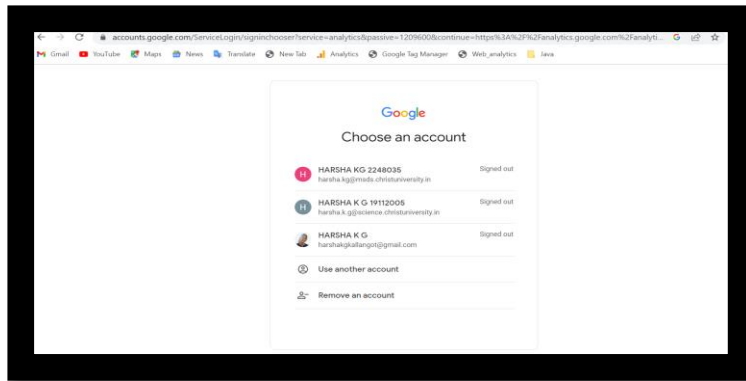 accounts.google.com/ServiceLogin/signinchooser?service=analytics&passive=1209600&continue=https%3A%2F%2Fanalytics.google.com%2Fanalyti... G
Gmail YouTube Maps News Translate New Tab Analytics Google Tag Manager Web_analytics Java
Google
Choose an account
H HARSHA KG 2248035 Signed out
harsha.kg@msds.christuniversity.in
H HARSHA K G 19112005 Signed out
harsha.k.g@science.christuniversity.in
HARSHA K G Signed out
harshakgkallangot@gmail.com
Use another account
Remove an account